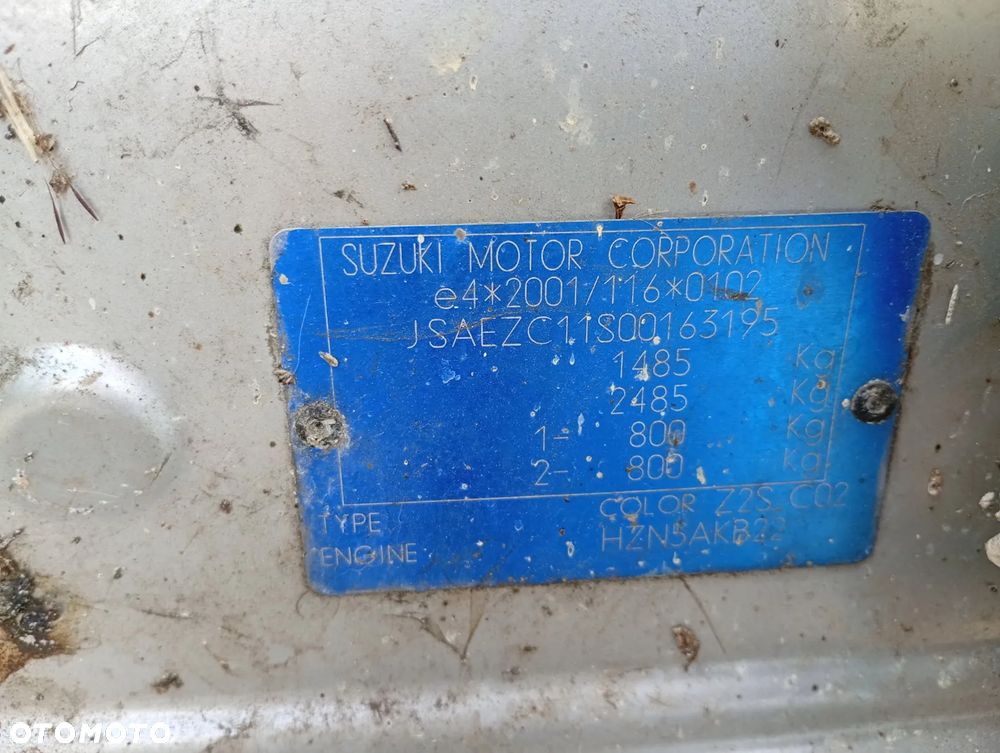 SUZUKI MOTOR CORPORATION
e4*2001/116*0102
JSAEZC11S00163195
1485 Kg
2485 Kg
1- 800 Kg
2- 800 Kg
TYPE COLOR Z2S C02
ENGINE HZN5AKB22
OTOMOTO